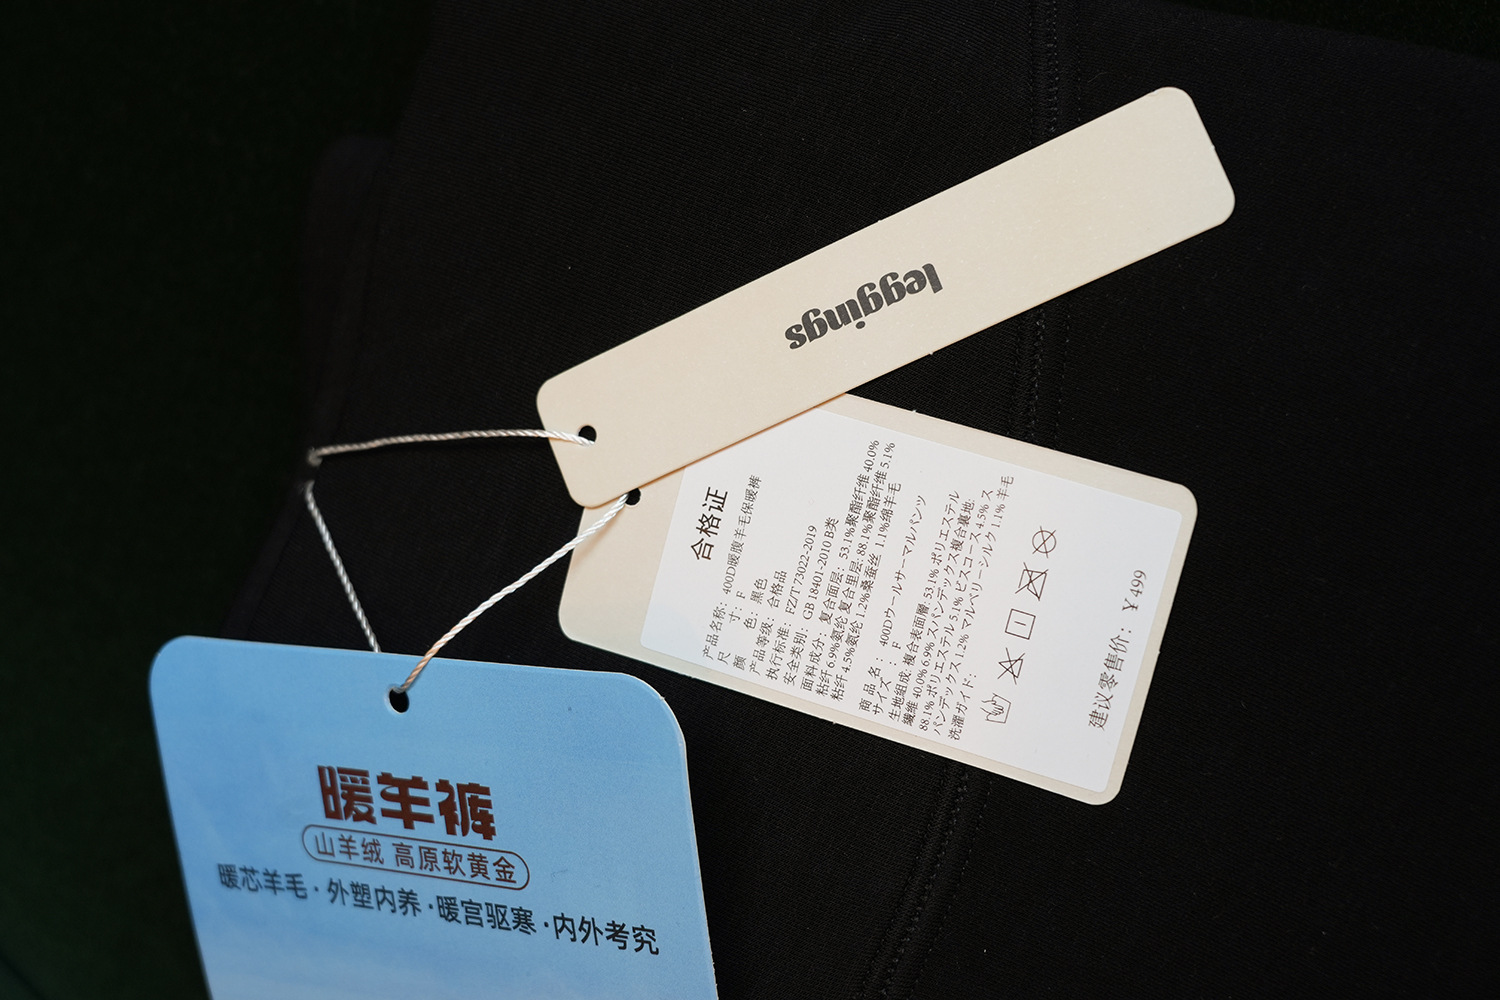 leggings
合格证
产品名称：400D暖腹羊毛保暖裤
尺 寸：F
颜 色：黑色
产品等级：合格品
执行标准：FZ/T 73022-2019
安全类别：GB 18401-2010 B类
面料成分：复合面层：53.1%聚酯纤维 40.0%
粘纤 6.9%氨纶 复合里层: 88.1%聚酯纤维 5.1%
粘纤 4.5%氨纶 1.2%桑蚕丝 1.1%绵羊毛
商 品 名：400Dウールサーマルパンツ
サイズ：F
生地組成: 複合表面層: 53.1% ポリエステル
繊維 40.0% 6.9% スパンデックス複合基地:
88.1% ポリエステル 5.1% ビスコース 4.5% ス
パンデックス 1.2% マルベリーシルク 1.1% 羊毛
洗濯ガイド：
建议零售价：¥499
暖羊裤
山羊绒 高原软黄金
暖芯羊毛·外塑内养·暖宫驱寒·内外考究